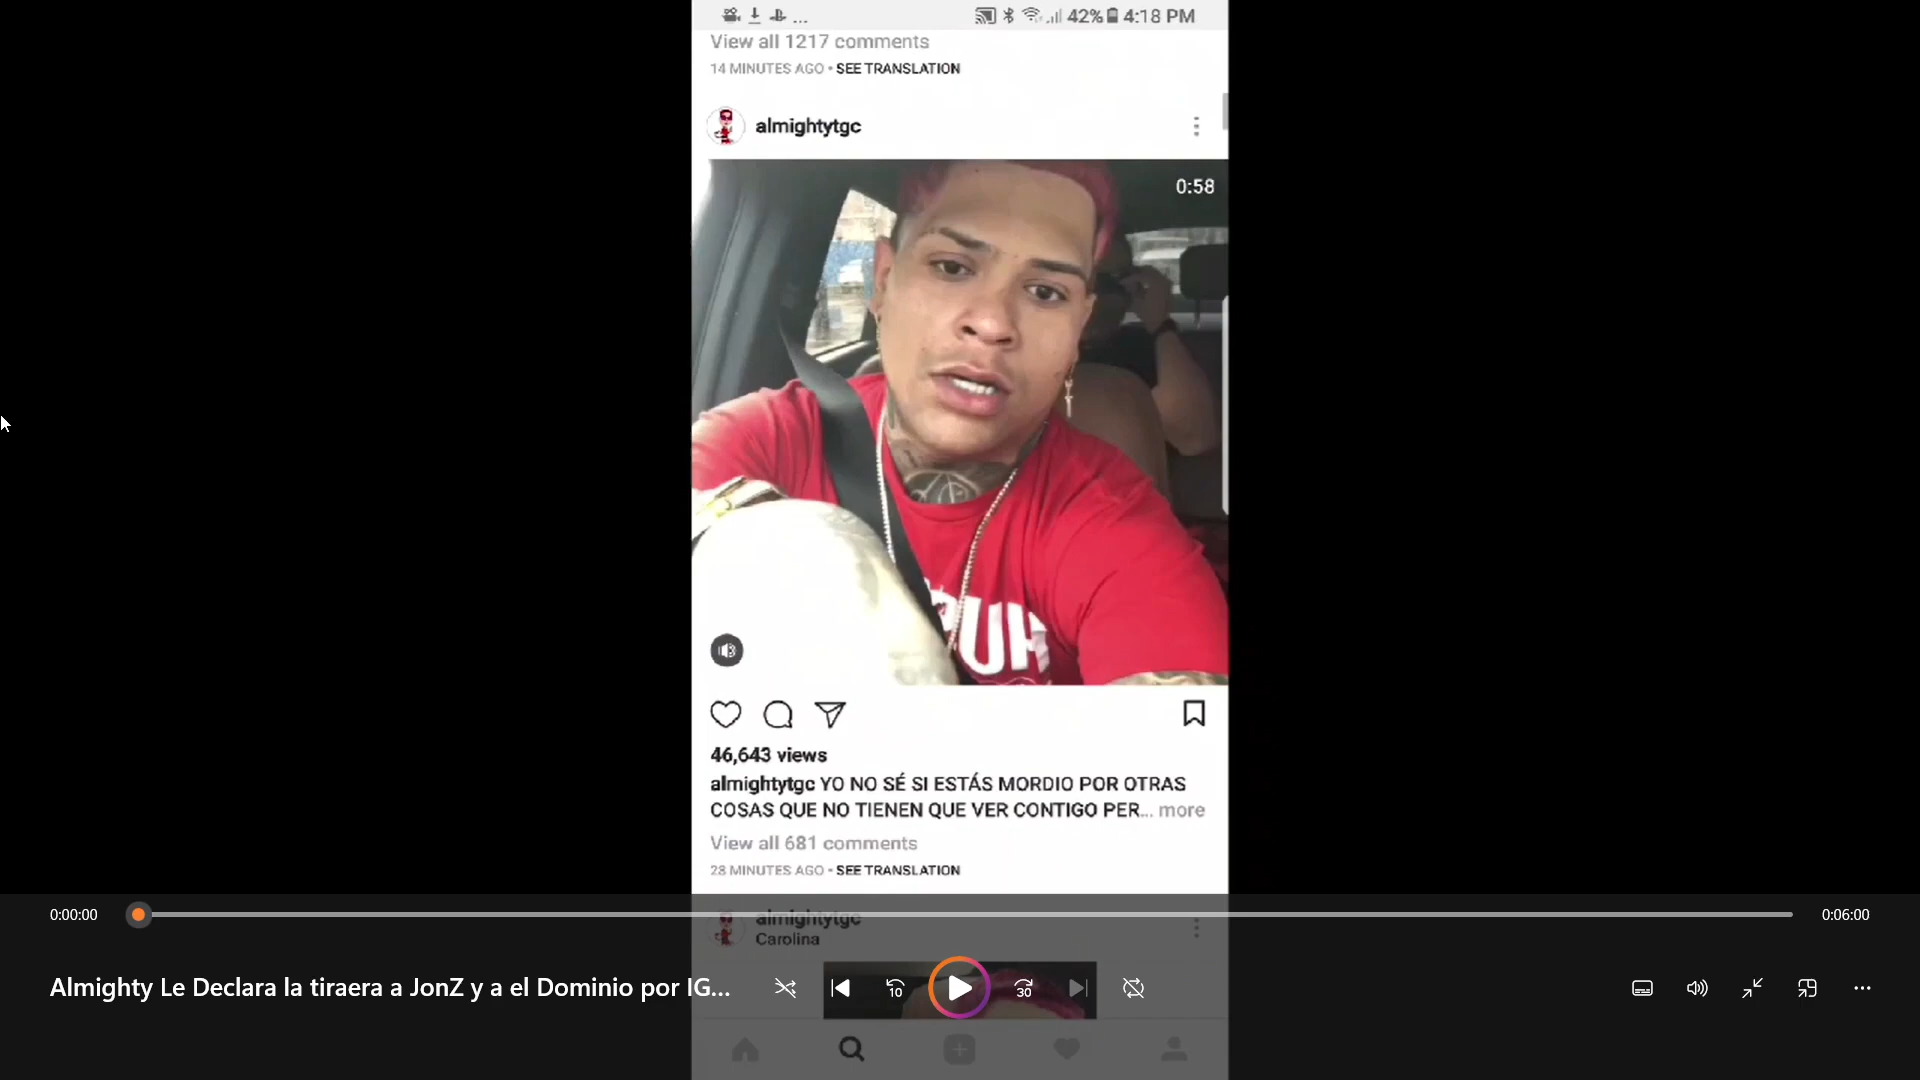 42% 4:18 PM
View all 1217 comments
14 MINUTES AGO • SEE TRANSLATION
almightytgc
0:58
46,643 views
almightytgc YO NO SÉ SI ESTÁS MORDIO POR OTRAS
COSAS QUE NO TIENEN QUE VER CONTIGO PER... more
View all 681 comments
28 MINUTES AGO • SEE TRANSLATION
0:00:00
0:06:00
almightytgc
Carolina
Almighty Le Declara la tiraera a JonZ y a el Dominio por IG...
10
30